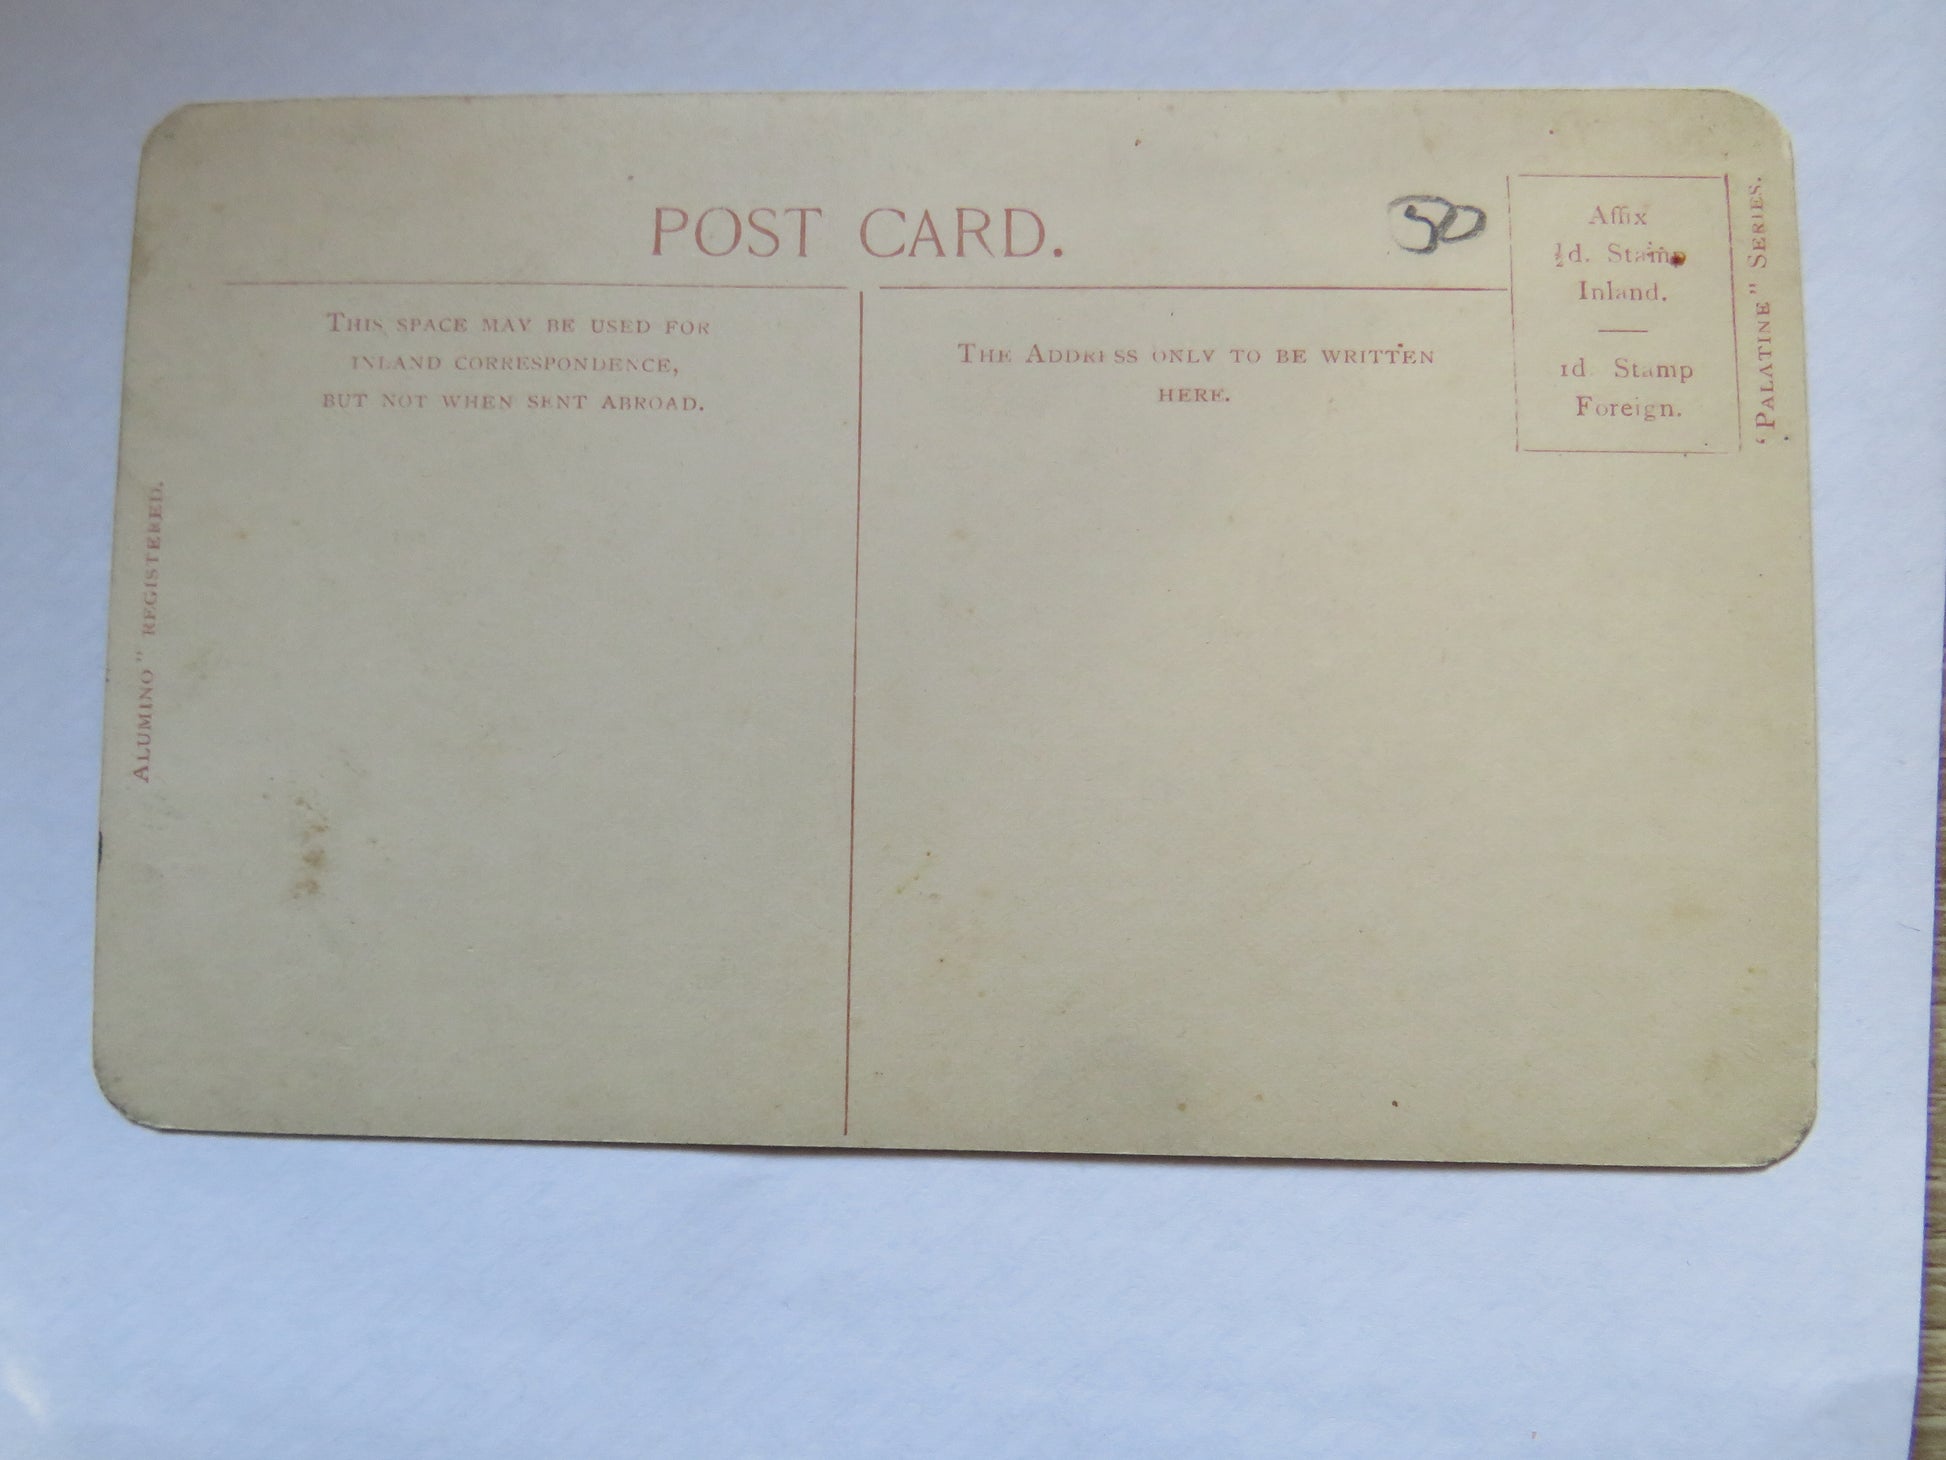 POST CARD.
50
THIS SPACE MAY BE USED FOR
INLAND CORRESPONDENCE,
BUT NOT WHEN SENT ABROAD.
THE ADDRESS ONLY TO BE WRITTEN
HERE.
Affix
½d. Stamp
Inland.
1d Stamp
Foreign.
"PALATINE" SERIES.
ALUMINO" REGISTERED.